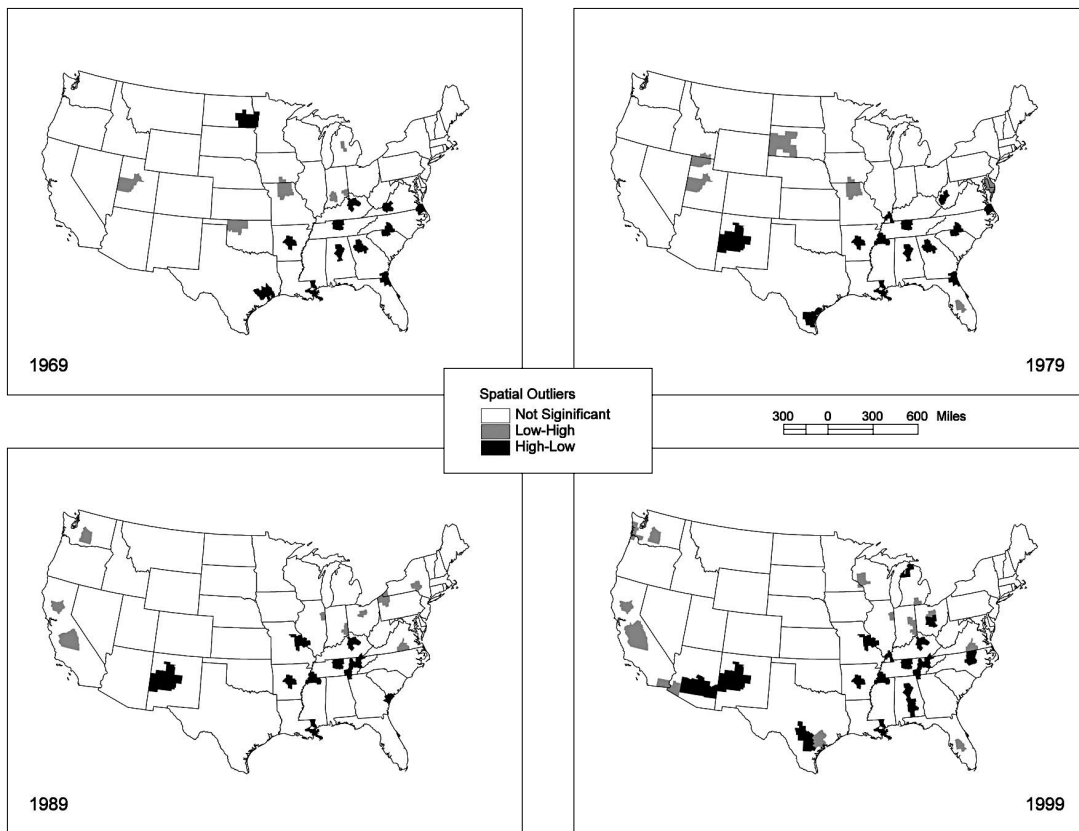 1969
1979
Spatial Outliers
Not Siginificant
Low-High
High-Low
300 0 300 600 Miles
1989
1999